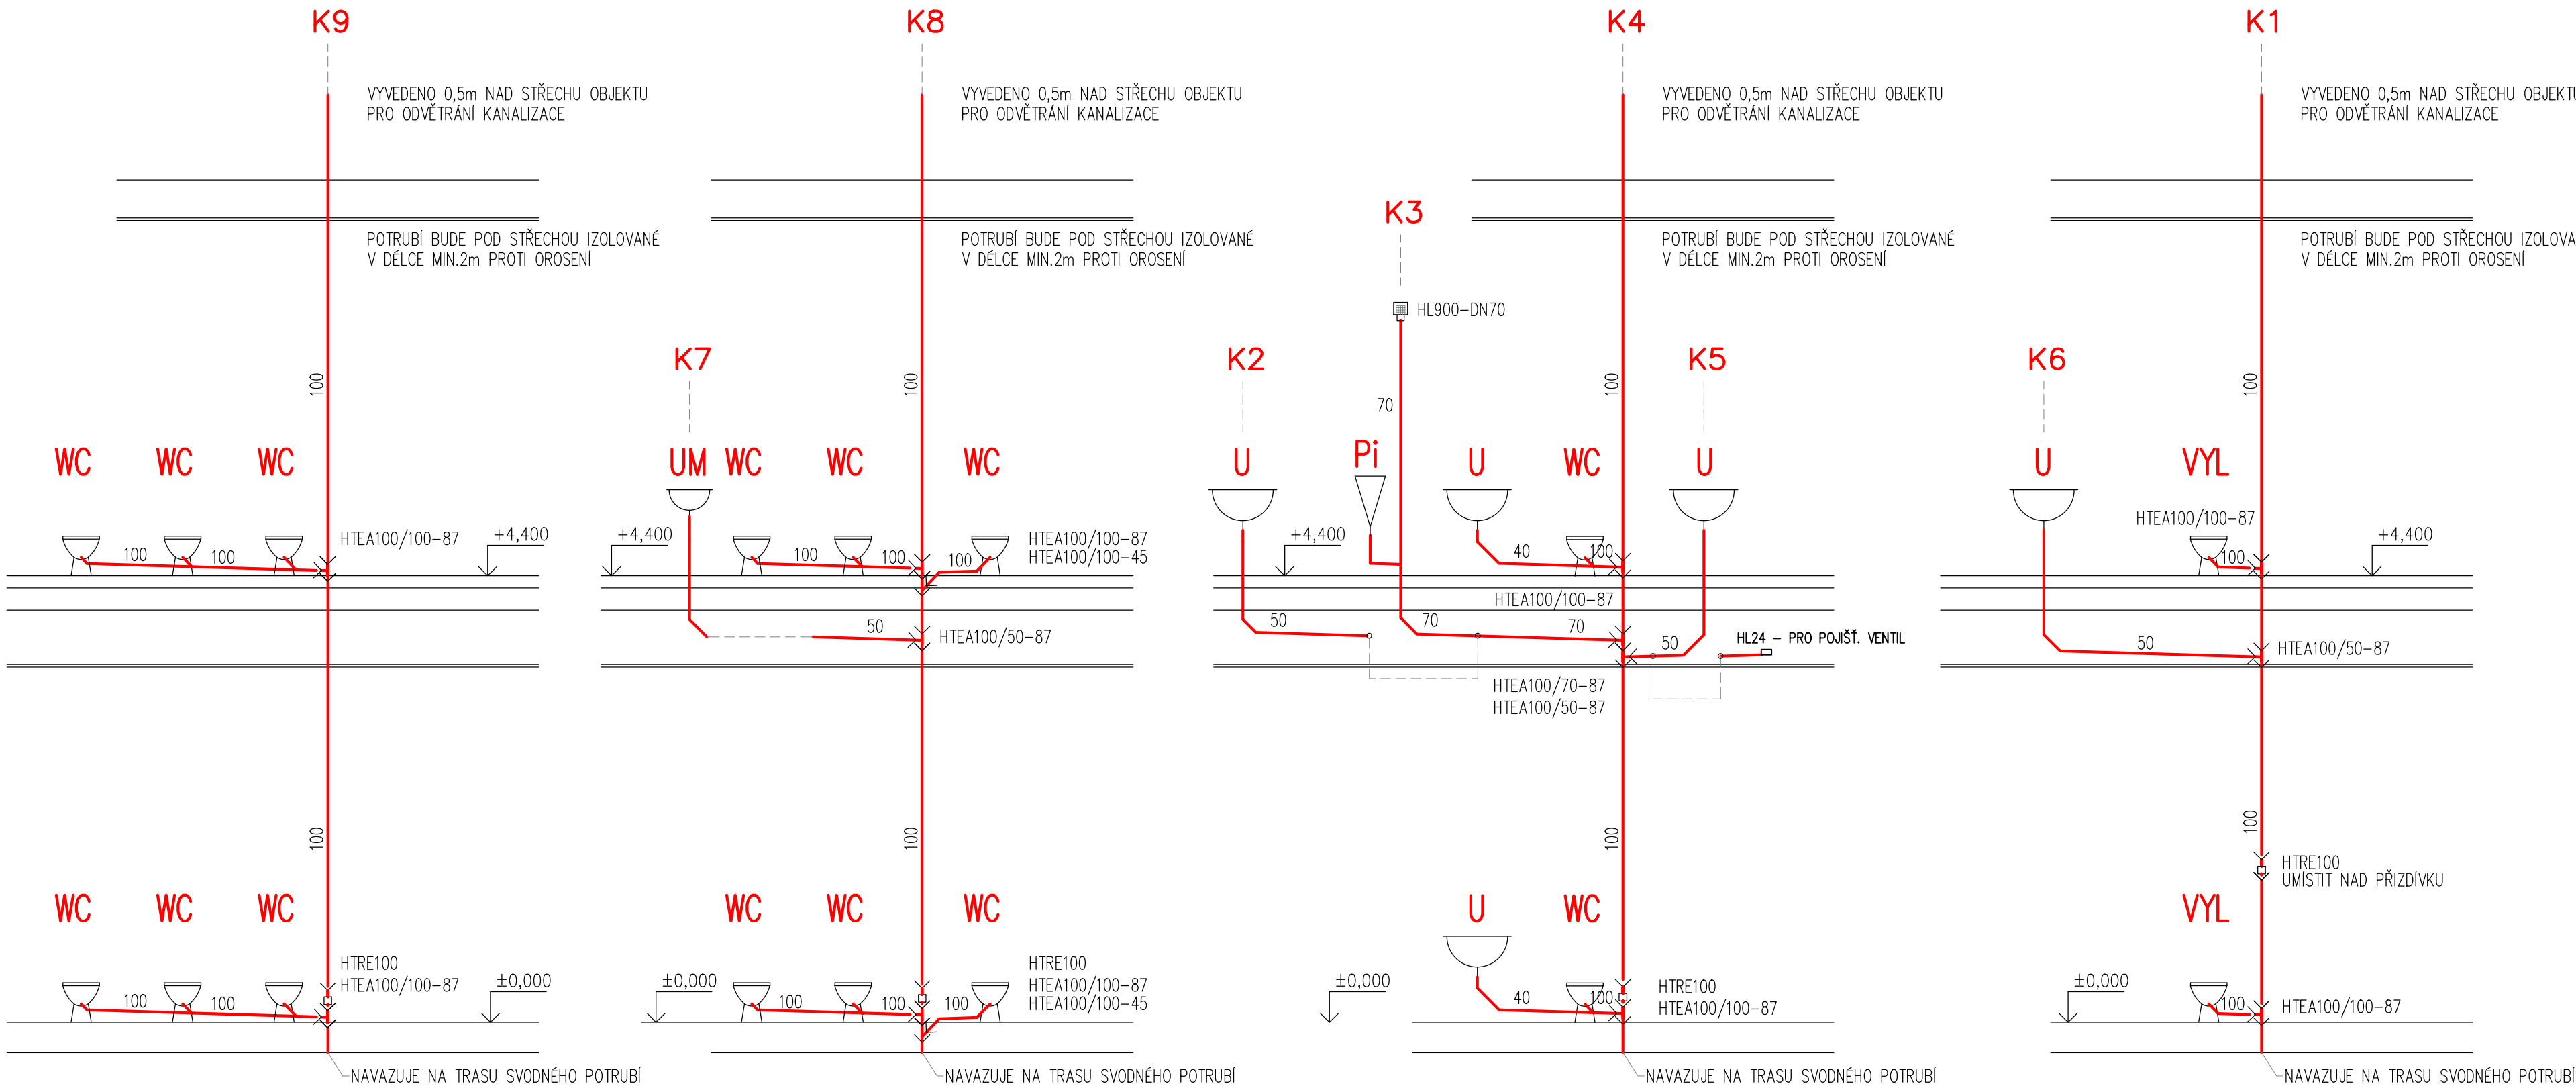 K9
K8
K4
K1
VYVEDENO 0,5m NAD STŘECHU OBJEKTU
PRO ODVĚTRÁNÍ KANALIZACE
VYVEDENO 0,5m NAD STŘECHU OBJEKTU
PRO ODVĚTRÁNÍ KANALIZACE
VYVEDENO 0,5m NAD STŘECHU OBJEKTU
PRO ODVĚTRÁNÍ KANALIZACE
VYVEDENO 0,5m NAD STŘECHU OBJEKTU
PRO ODVĚTRÁNÍ KANALIZACE
K3
POTRUBÍ BUDE POD STŘECHOU IZOLOVANÉ
V DÉLCE MIN.2m PROTI OROSENÍ
POTRUBÍ BUDE POD STŘECHOU IZOLOVANÉ
V DÉLCE MIN.2m PROTI OROSENÍ
POTRUBÍ BUDE POD STŘECHOU IZOLOVANÉ
V DÉLCE MIN.2m PROTI OROSENÍ
POTRUBÍ BUDE POD STŘECHOU IZOLOVA
V DÉLCE MIN.2m PROTI OROSENÍ
HL900-DN70
K7
K2
K5
K6
100
100
70
100
100
WC
WC
WC
UM
WC
WC
WC
U
Pi
U
WC
U
U
VYL
100
100
HTEA100/100-87
+4,400
+4,400
100
100
100
HTEA100/100-87
HTEA100/100-45
+4,400
40
100
HTEA100/100-87
100
+4,400
HTEA100/100-87
50
HTEA100/50-87
50
70
70
50
HL24 - PRO POJIŠŤ. VENTIL
50
HTEA100/50-87
HTEA100/70-87
HTEA100/50-87
100
100
100
100
HTRE100
UMÍSTIT NAD PŘIZDÍVKU
WC
WC
WC
WC
WC
WC
U
WC
VYL
100
100
HTRE100
HTEA100/100-87
±0,000
±0,000
100
100
100
HTRE100
HTEA100/100-87
HTEA100/100-45
±0,000
40
100
HTRE100
HTEA100/100-87
±0,000
100
HTEA100/100-87
NAVAZUJE NA TRASU SVODNÉHO POTRUBÍ
NAVAZUJE NA TRASU SVODNÉHO POTRUBÍ
NAVAZUJE NA TRASU SVODNÉHO POTRUBÍ
NAVAZUJE NA TRASU SVODNÉHO POTRUBÍ